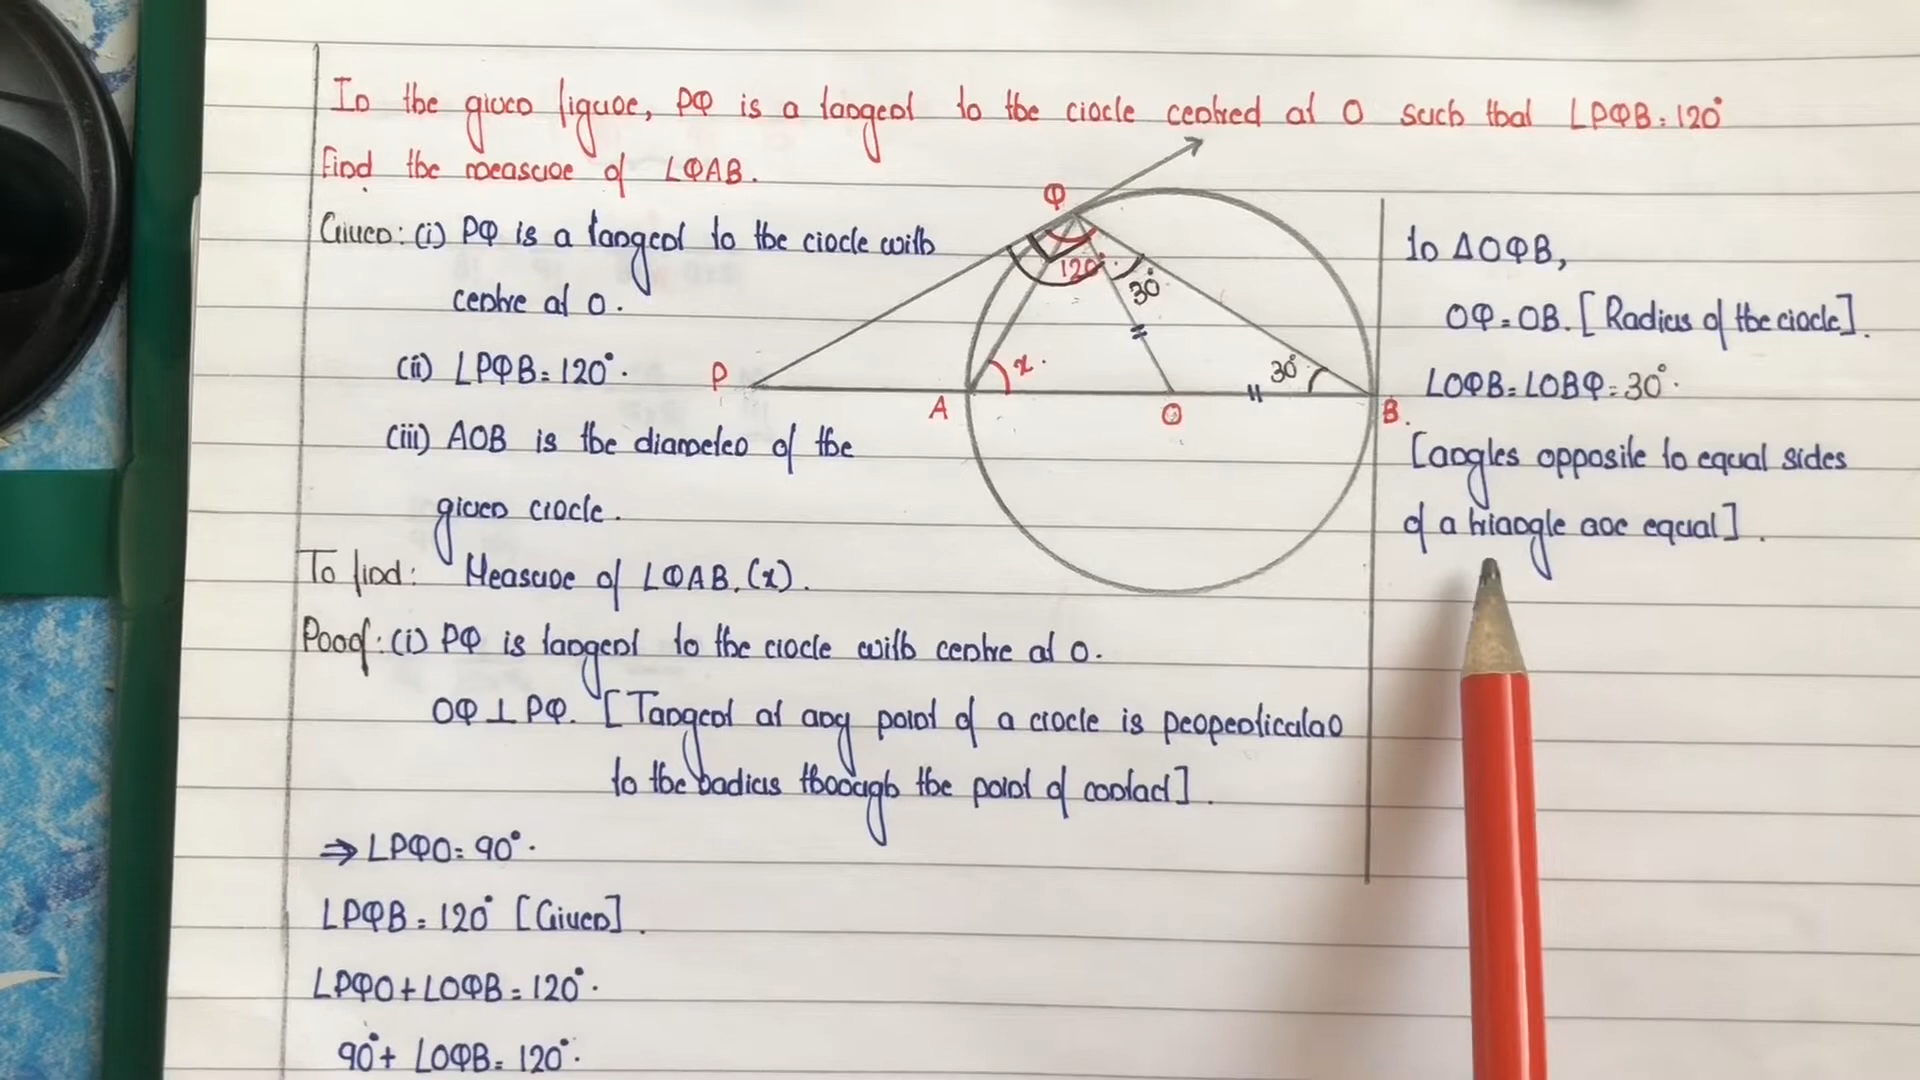 In the given figure, PQ is a tangent to the circle centred at O such that ∠PQB = 120°
Find the measure of ∠QAB.
Given: (i) PQ is a tangent to the circle with
centre at O.
(ii) ∠PQB = 120°.
(iii) AOB is the diameter of the
given circle.
To find: Measure of ∠QAB. (x).
Proof: (i) PQ is tangent to the circle with centre at O.
OQ ⊥ PQ. [Tangent at any point of a circle is perpendicular
to the radius through the point of contact].
⇒ ∠PQO = 90°.
∠PQB = 120° [Given].
∠PQO + ∠OQB = 120°.
90° + ∠OQB = 120°.
Q
120°
30°
P
x.
30°
A
O
B.
In ΔOQB,
OQ = OB. [Radius of the circle].
∠OQB = ∠OBQ = 30°.
[angles opposite to equal sides
of a triangle are equal].